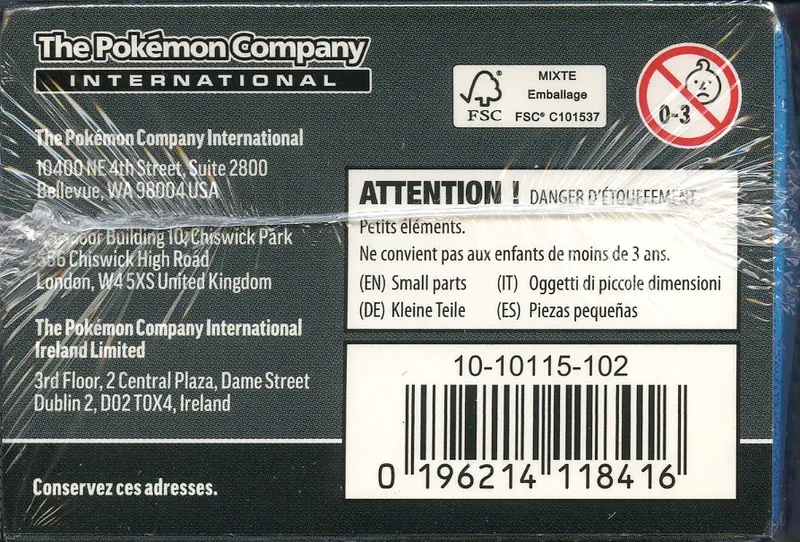 The Pokémon Company
INTERNATIONAL
The Pokémon Company International
10400 NE 4th Street, Suite 2800
Bellevue, WA 98004 USA
Building 10, Chiswick Park
566 Chiswick High Road
London, W4 5XS United Kingdom
The Pokémon Company International
Ireland Limited
3rd Floor, 2 Central Plaza, Dame Street
Dublin 2, D02 T0X4, Ireland
Conservez ces adresses.
FSC
MIXTE
Emballage
FSC® C101537
0-3
ATTENTION ! DANGER D'ÉTOUFFEMENT.
Petits éléments.
Ne convient pas aux enfants de moins de 3 ans.
(EN) Small parts (IT) Oggetti di piccole dimensioni
(DE) Kleine Teile (ES) Piezas pequeñas
10-10115-102
0 196214 118416